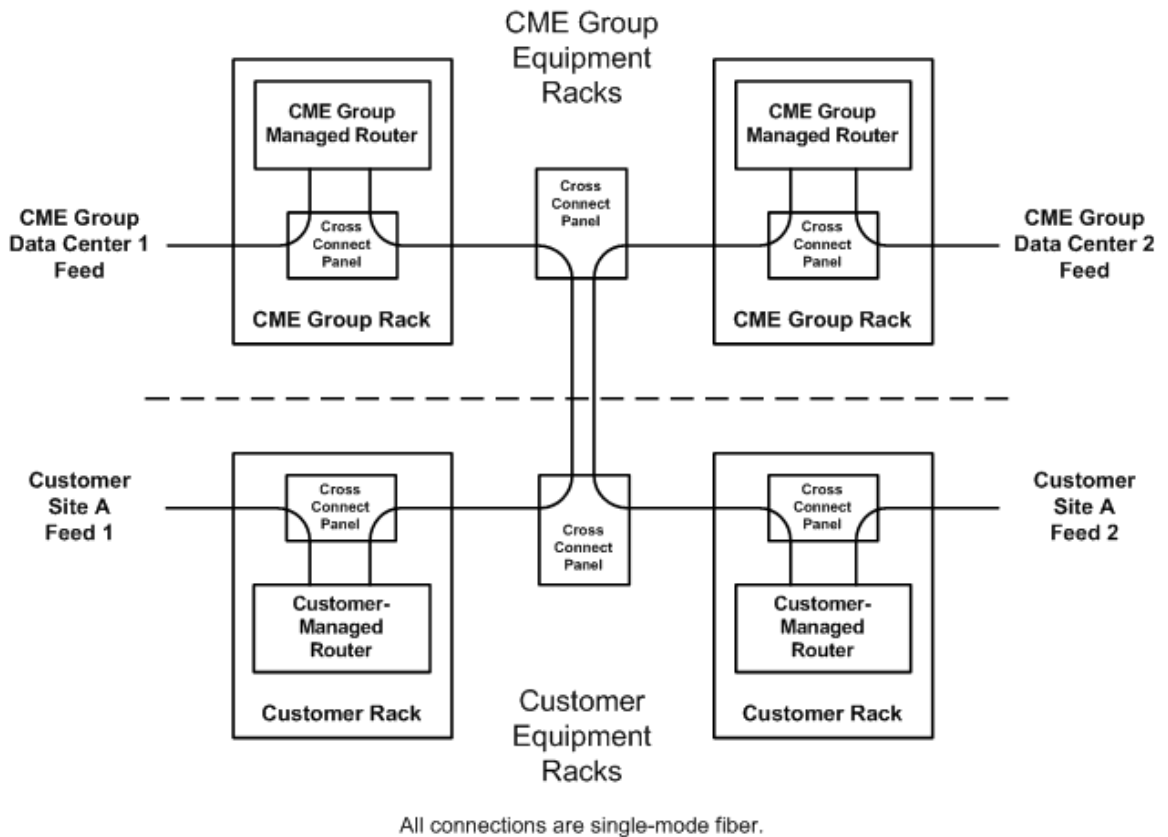 CME Group
Equipment
Racks
CME Group
Managed Router
CME Group
Managed Router
Cross
Connect
Panel
CME Group
Data Center 1
Feed
Cross
Connect
Panel
Cross
Connect
Panel
CME Group
Data Center 2
Feed
CME Group Rack
CME Group Rack
Customer
Site A
Feed 1
Cross
Connect
Panel
Cross
Connect
Panel
Cross
Connect
Panel
Customer
Site A
Feed 2
Customer-
Managed
Router
Customer-
Managed
Router
Customer Rack
Customer
Equipment
Racks
Customer Rack
All connections are single-mode fiber.